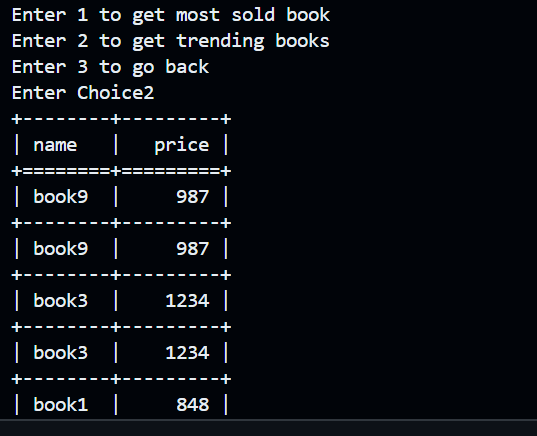 Enter 1 to get most sold book
Enter 2 to get trending books
Enter 3 to go back
Enter Choice2
+--------+---------+
| name   |   price |
+========+=========+
| book9  |     987 |
+--------+---------+
| book9  |     987 |
+--------+---------+
| book3  |    1234 |
+--------+---------+
| book3  |    1234 |
+--------+---------+
| book1  |     848 |